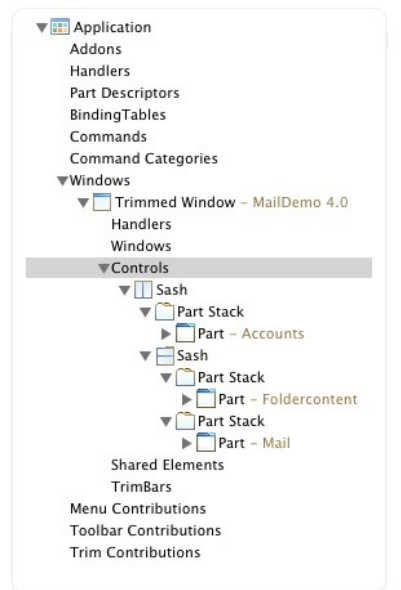 Application
Addons
Handlers
Part Descriptors
BindingTables
Commands
Command Categories
Windows
Trimmed Window – MailDemo 4.0
Handlers
Windows
Controls
Sash
Part Stack
Part – Accounts
Sash
Part Stack
Part – Foldercontent
Part Stack
Part – Mail
Shared Elements
TrimBars
Menu Contributions
Toolbar Contributions
Trim Contributions